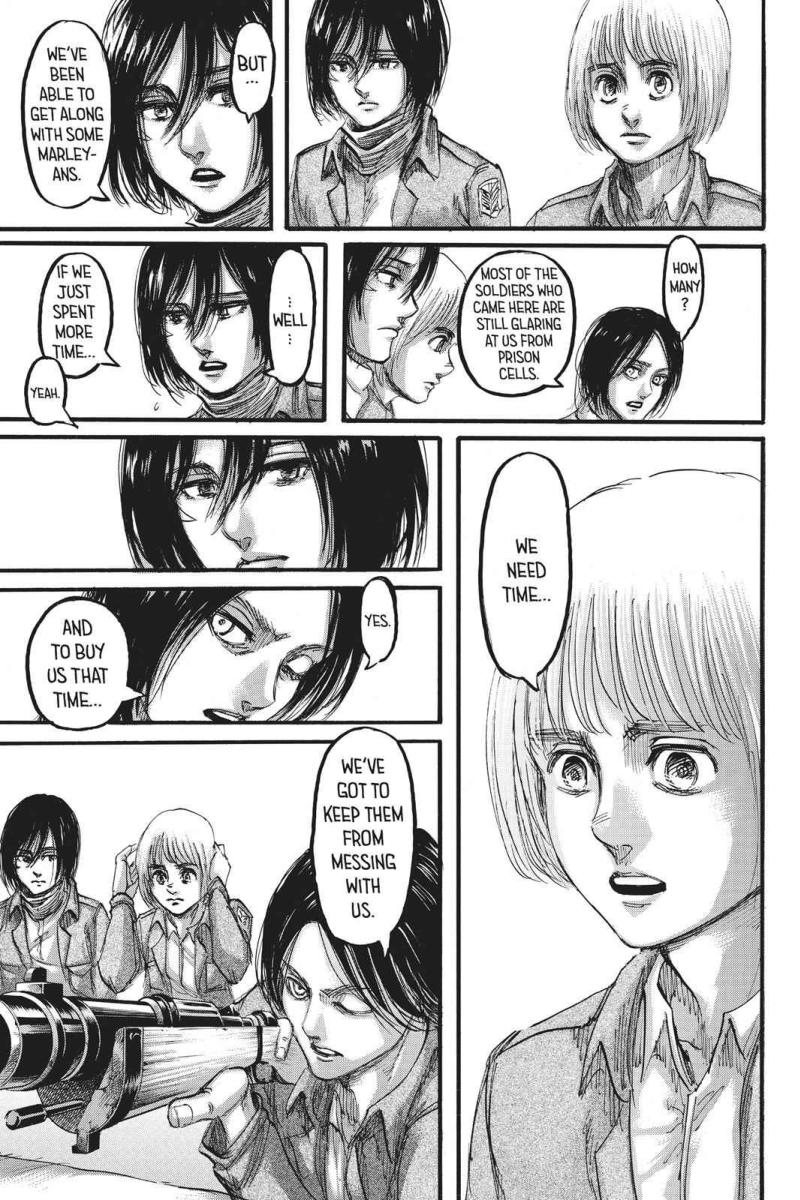 BUT
...
WE'VE
BEEN
ABLE TO
GET ALONG
WITH SOME
MARLEY-
ANS.
HOW
MANY
?
MOST OF THE
SOLDIERS WHO
CAME HERE ARE
STILL GLARING
AT US FROM
PRISON
CELLS.
...
WELL
...
IF WE
JUST
SPENT
MORE
TIME...
YEAH.
WE
NEED
TIME...
YES.
AND
TO BUY
US THAT
TIME...
WE'VE
GOT TO
KEEP THEM
FROM
MESSING
WITH
US.